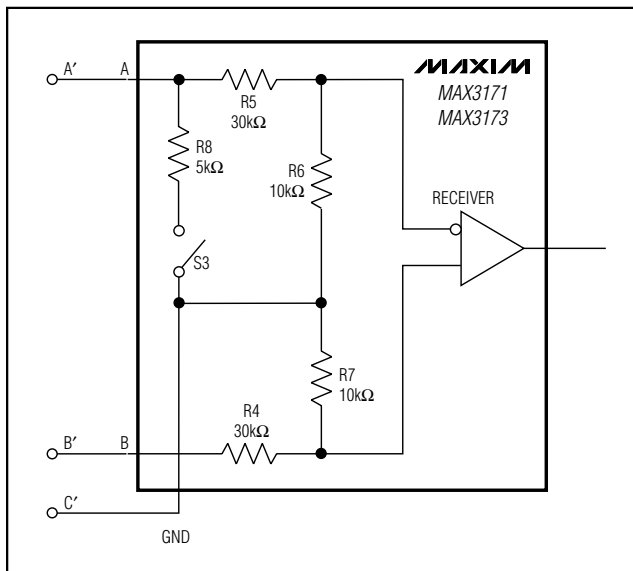 A′ A
MAXIM
MAX3171
MAX3173
R5
30kΩ
R8
5kΩ
R6
10kΩ
RECEIVER
S3
R7
10kΩ
R4
30kΩ
B′ B
C′
GND